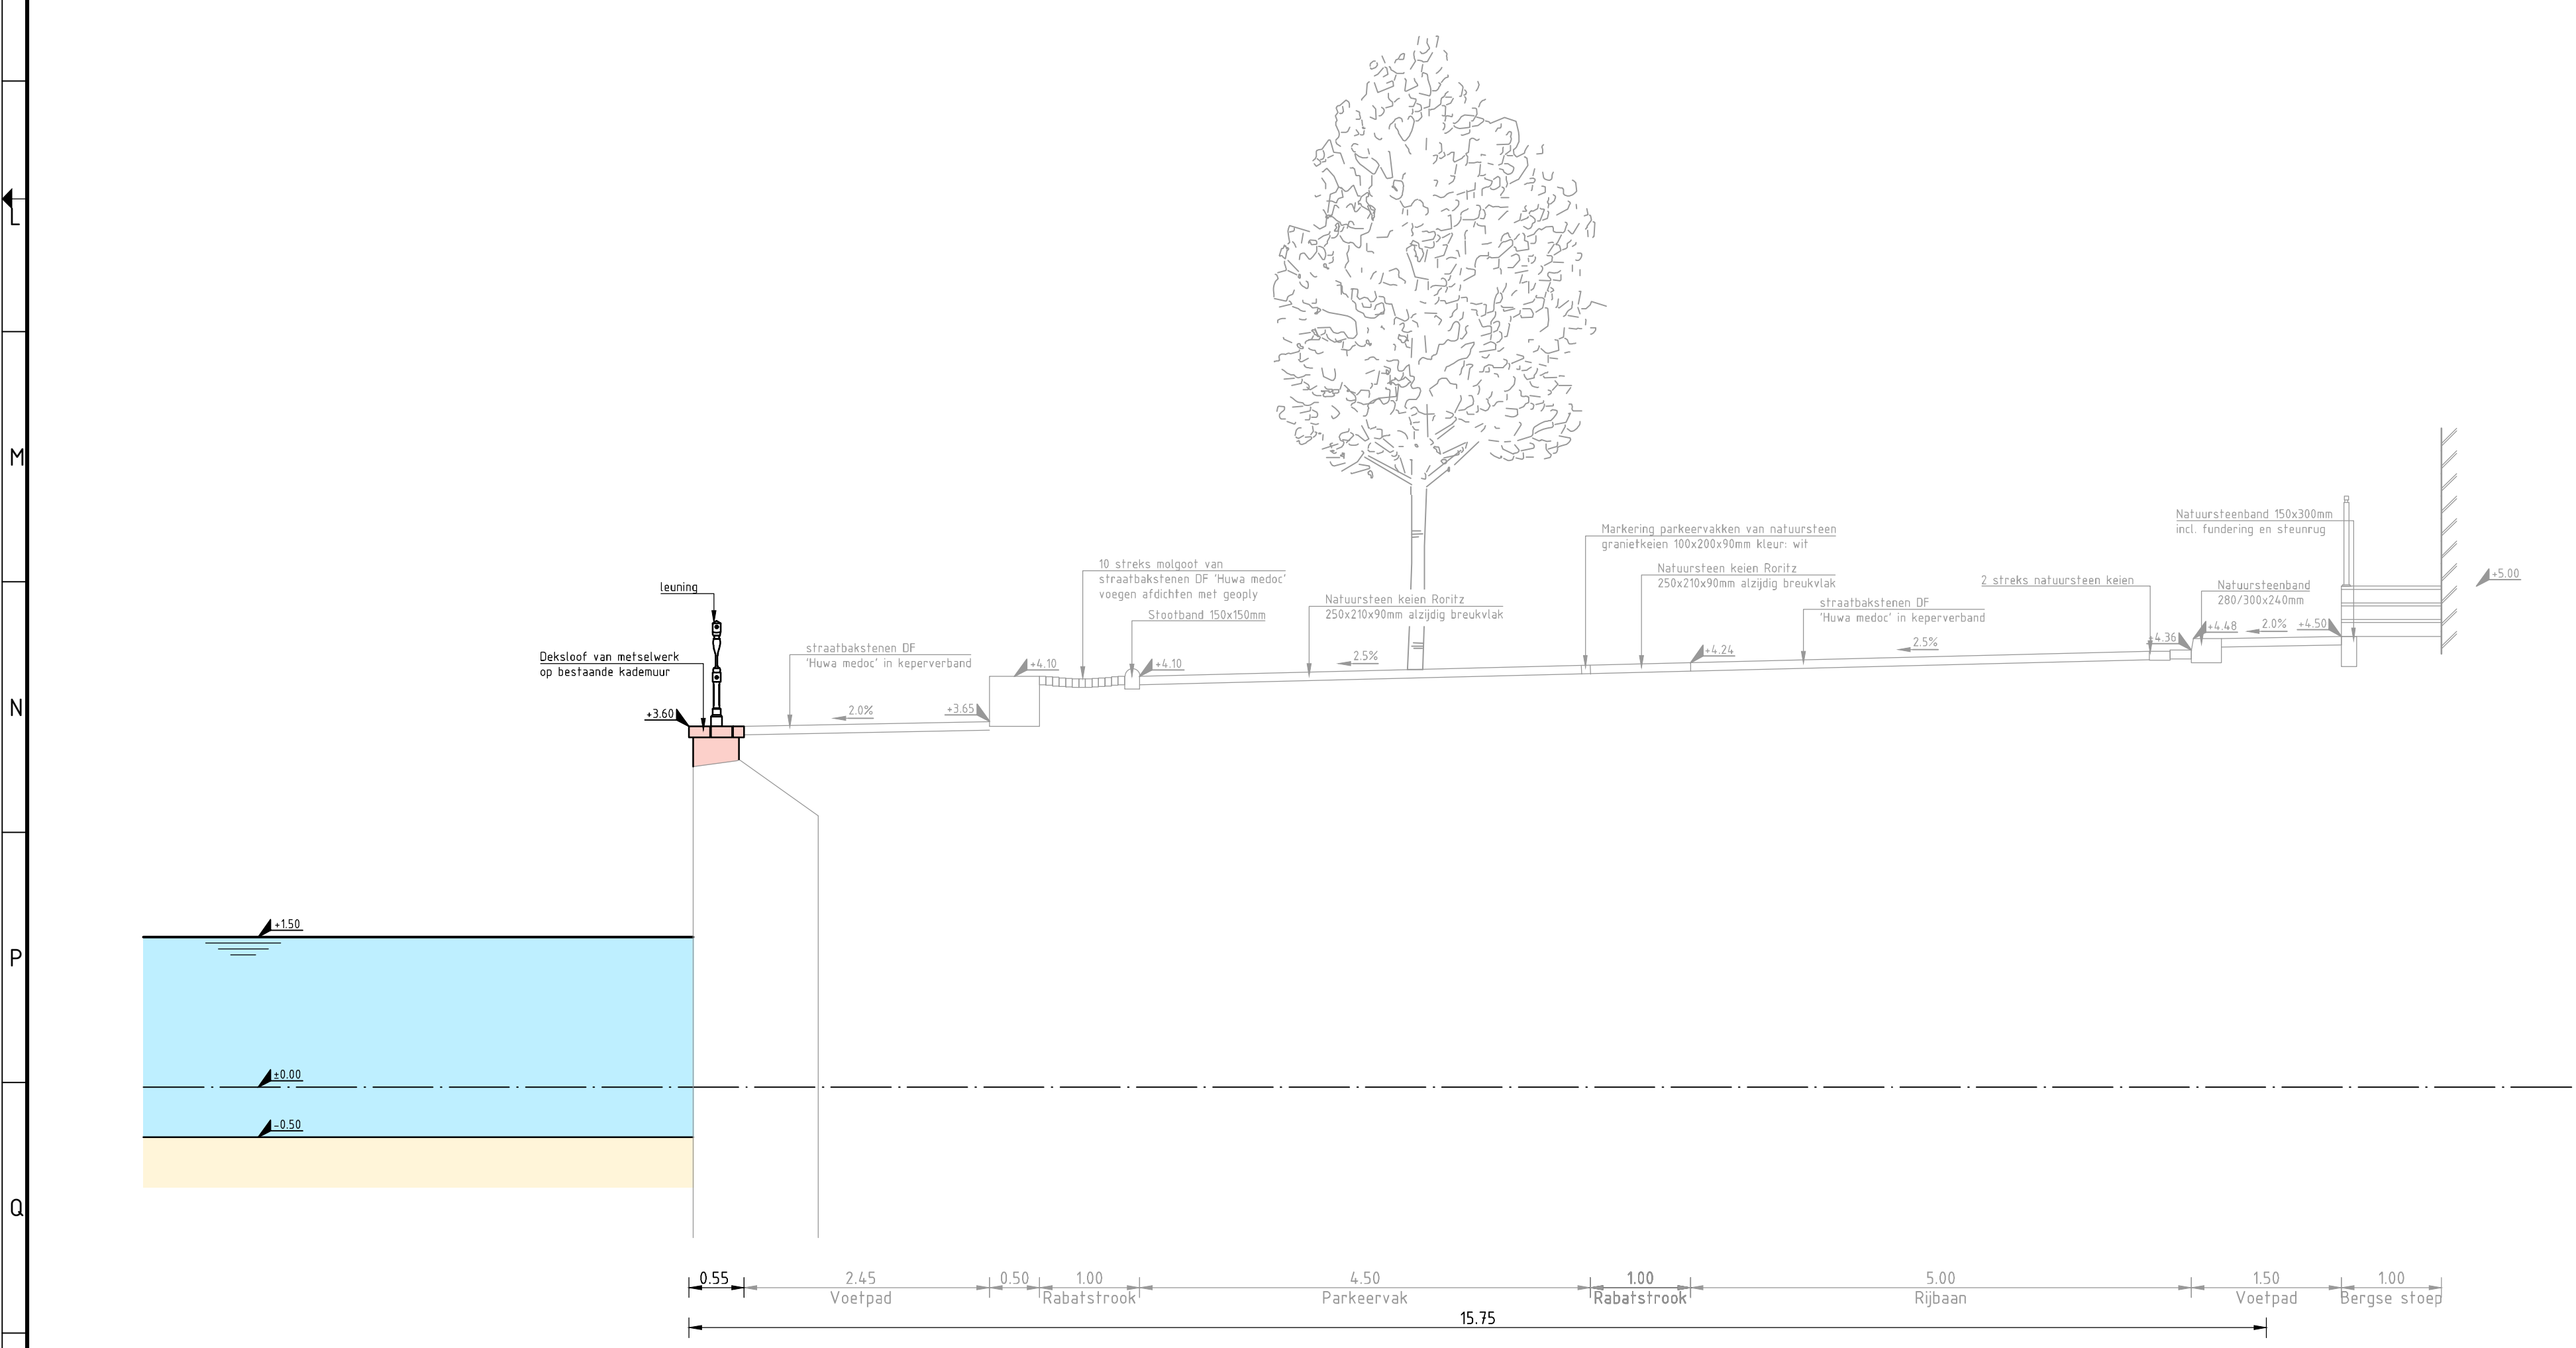 L
M
N
P
Q
leuning
Deksloof van metselwerk
op bestaande kademuur
+3.60
straatbakstenen DF
'Huwa medoc' in keperverband
2.0%
+3.65
+4.10
10 streks molgoot van
straatbakstenen DF 'Huwa medoc'
voegen afdichten met geoply
Stootband 150x150mm
+4.10
Natuursteen keien Roritz
250x210x90mm alzijdig breukvlak
2.5%
Markering parkeervakken van natuursteen
granietkeien 100x200x90mm kleur: wit
Natuursteen keien Roritz
250x210x90mm alzijdig breukvlak
+4.24
straatbakstenen DF
'Huwa medoc' in keperverband
2.5%
2 streks natuursteen keien
+4.36
Natuursteenband
280/300x240mm
+4.48
2.0%
+4.50
Natuursteenband 150x300mm
incl. fundering en steunrug
+5.00
+1.50
±0.00
-0.50
0.55
2.45
0.50
1.00
4.50
1.00
5.00
1.50
1.00
Voetpad
Rabatstrook
Parkeervak
Rabatstrook
Rijbaan
Voetpad
Bergse stoep
15.75